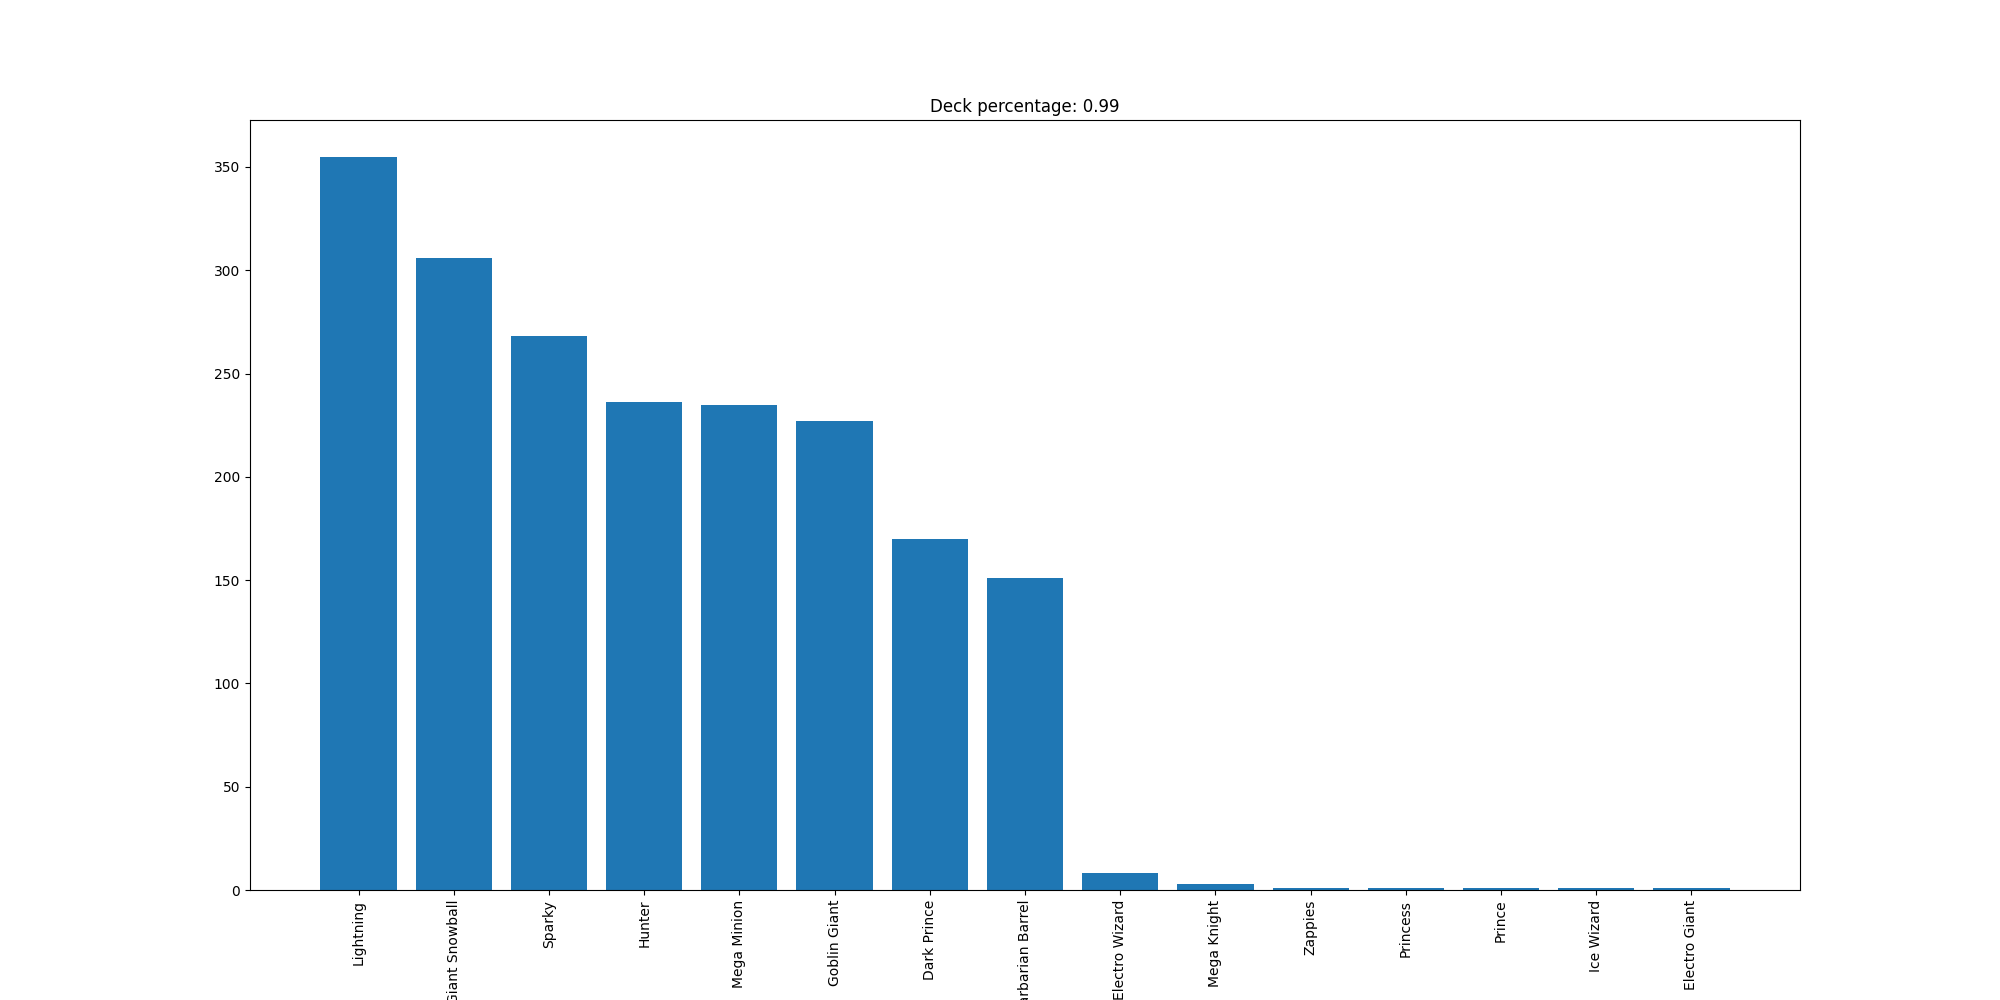 Deck percentage: 0.99
350
300
250
200
150
100
50
0
Lightning
Giant Snowball
Sparky
Hunter
Mega Minion
Goblin Giant
Dark Prince
arbarian Barrel
Electro Wizard
Mega Knight
Zappies
Princess
Prince
Ice Wizard
Electro Giant